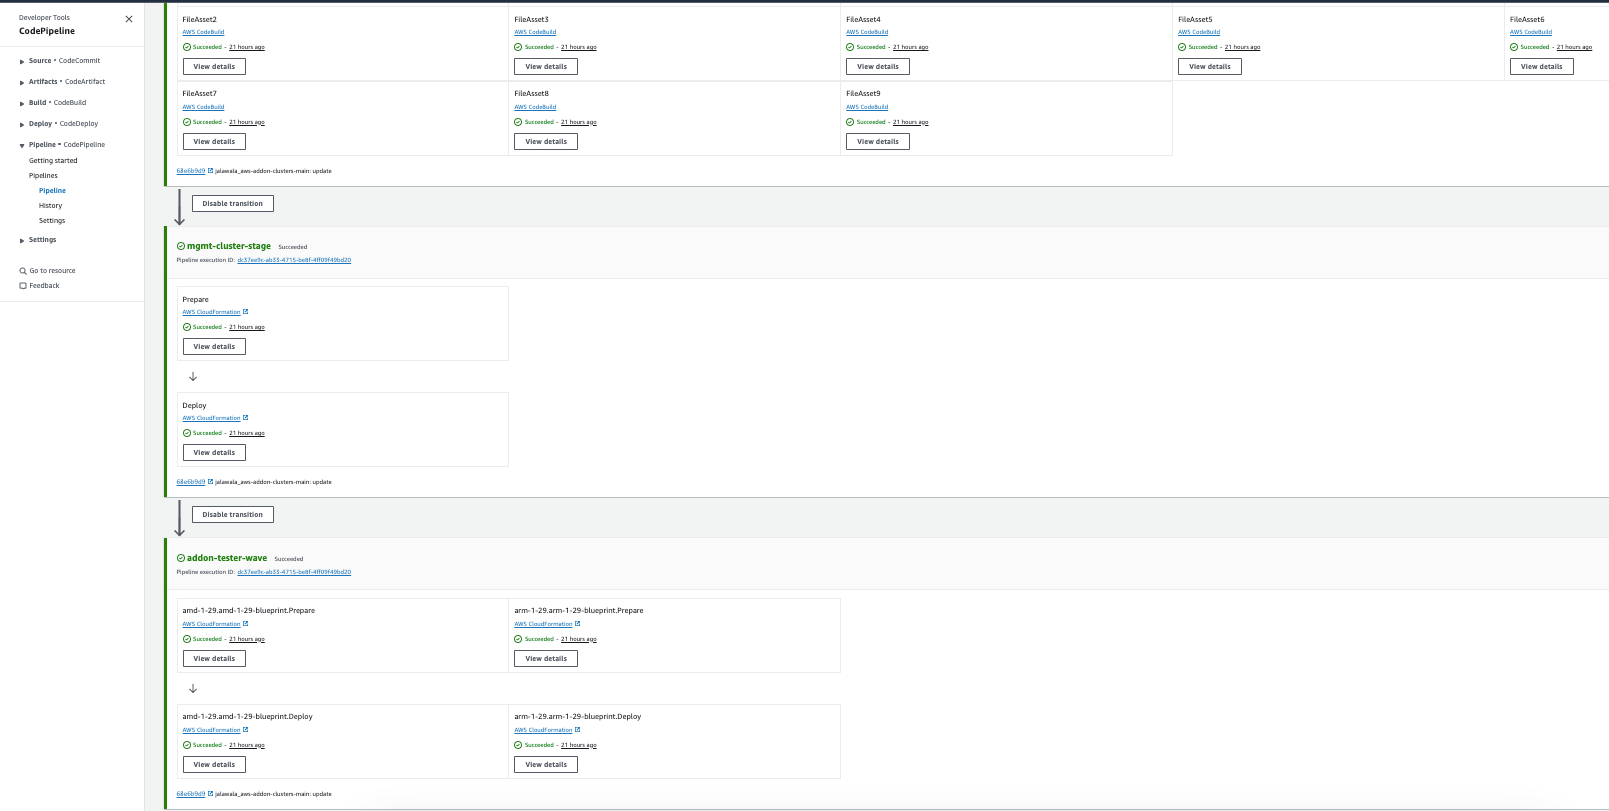 Developer Tools
CodePipeline
Source • CodeCommit
Artifacts • CodeArtifact
Build • CodeBuild
Deploy • CodeDeploy
Pipeline • CodePipeline
Getting started
Pipelines
Pipeline
History
Settings
Settings
Go to resource
Feedback
FileAsset2 FileAsset3 FileAsset4 FileAsset5 FileAsset6
AWS CodeBuild AWS CodeBuild AWS CodeBuild AWS CodeBuild AWS CodeBuild
Succeeded - 21 hours ago Succeeded - 21 hours ago Succeeded - 21 hours ago Succeeded - 21 hours ago Succeeded - 21 hours ago
View details View details View details View details View details
FileAsset7 FileAsset8 FileAsset9
AWS CodeBuild AWS CodeBuild AWS CodeBuild
Succeeded - 21 hours ago Succeeded - 21 hours ago Succeeded - 21 hours ago
View details View details View details
68e6b9d9 jalawala_aws-addon-clusters-main: update
Disable transition
mgmt-cluster-stage Succeeded
Pipeline execution ID: dc37ee9c-ab33-4715-be8f-4ff09f49bd20
Prepare
AWS CloudFormation
Succeeded - 21 hours ago
View details
Deploy
AWS CloudFormation
Succeeded - 21 hours ago
View details
68e6b9d9 jalawala_aws-addon-clusters-main: update
Disable transition
addon-tester-wave Succeeded
Pipeline execution ID: dc37ee9c-ab33-4715-be8f-4ff09f49bd20
amd-1-29.amd-1-29-blueprint.Prepare arm-1-29.arm-1-29-blueprint.Prepare
AWS CloudFormation AWS CloudFormation
Succeeded - 21 hours ago Succeeded - 21 hours ago
View details View details
amd-1-29.amd-1-29-blueprint.Deploy arm-1-29.arm-1-29-blueprint.Deploy
AWS CloudFormation AWS CloudFormation
Succeeded - 21 hours ago Succeeded - 21 hours ago
View details View details
68e6b9d9 jalawala_aws-addon-clusters-main: update